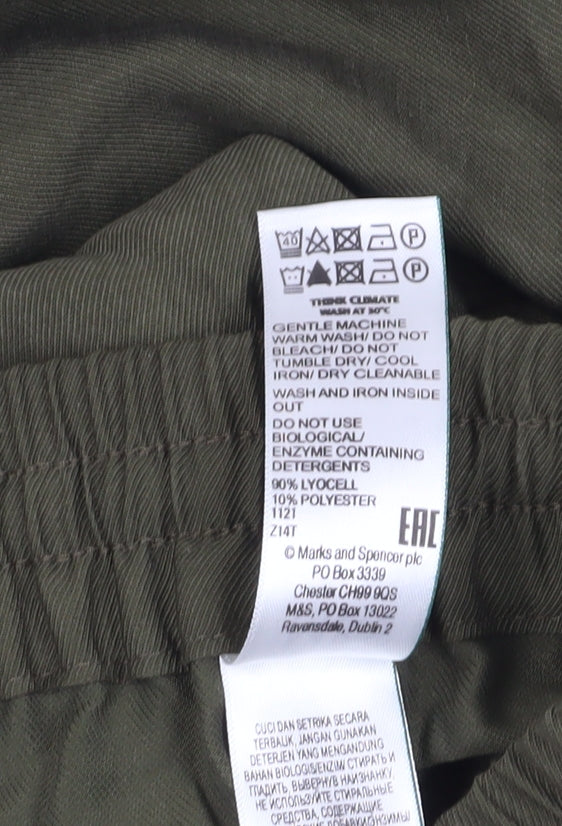 40 P
P
THINK CLIMATE
WASH AT 30°C
GENTLE MACHINE
WARM WASH/ DO NOT
BLEACH/ DO NOT
TUMBLE DRY/ COOL
IRON/ DRY CLEANABLE
WASH AND IRON INSIDE
OUT
DO NOT USE
BIOLOGICAL/
ENZYME CONTAINING
DETERGENTS
90% LYOCELL
10% POLYESTER
1121
Z14T
EAC
© Marks and Spencer plc
PO Box 3339
Chester CH99 9QS
M&S, PO Box 13022
Ravensdale, Dublin 2
CUCI DAN SETRIKA SECARA
TERBALIK, JANGAN GUNAKAN
DETERJEN YANG MENGANDUNG
BAHAN BIOLOGIS/ENZIM СТИРАТЬ И
ГЛАДИТЬ, ВЫВЕРНУВ НАИЗНАНКУ.
НЕ ИСПОЛЬЗУЙТЕ СТИРАЛЬНЫЕ
СРЕДСТВА, СОДЕРЖАЩИЕ